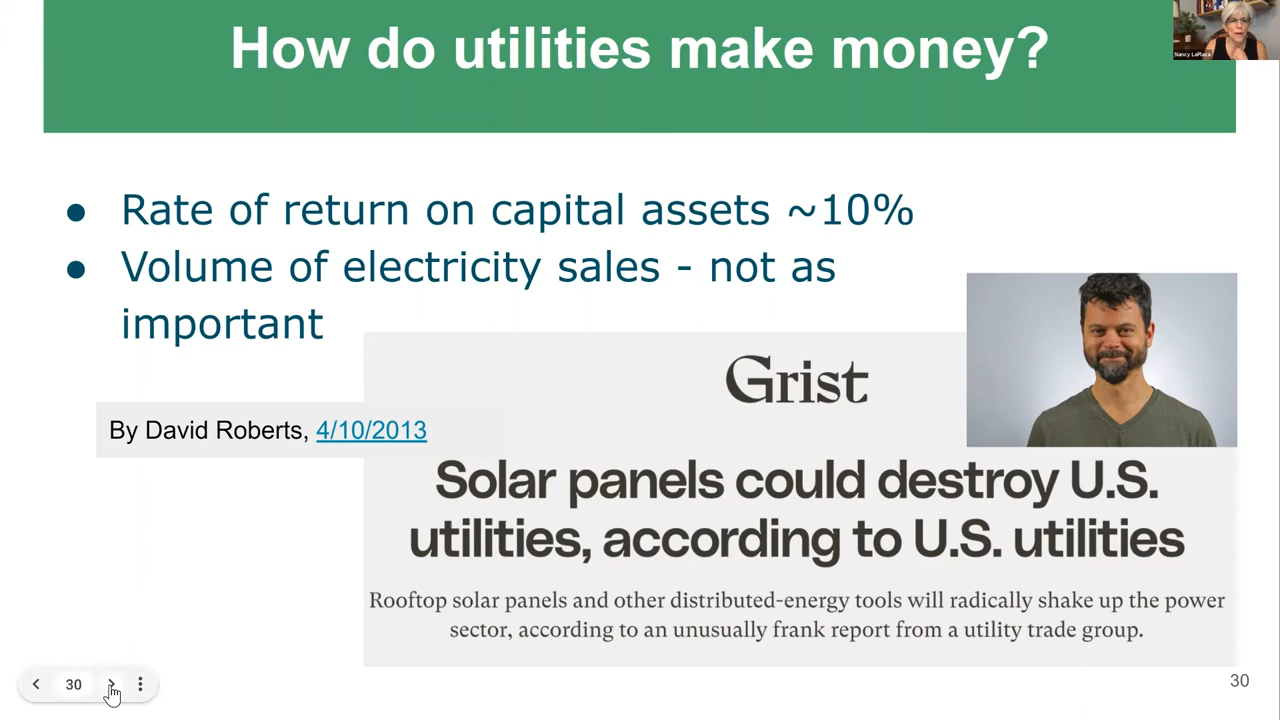 How do utilities make money?
Nancy LaPlaca
● Rate of return on capital assets ~10%
● Volume of electricity sales - not as
important
Grist
By David Roberts, 4/10/2013
Solar panels could destroy U.S.
utilities, according to U.S. utilities
Rooftop solar panels and other distributed-energy tools will radically shake up the power
sector, according to an unusually frank report from a utility trade group.
30
30